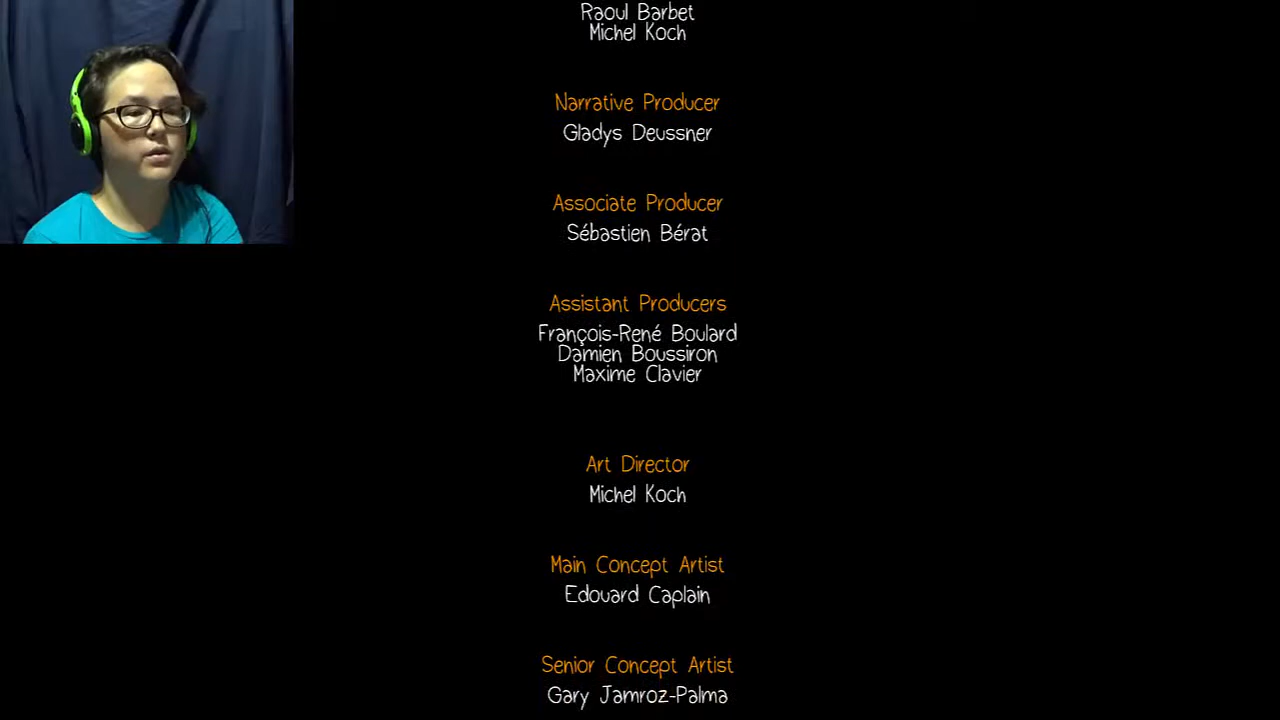 Raoul Barbet
Michel Koch
Narrative Producer
Gladys Deussner
Associate Producer
Sébastien Bérat
Assistant Producers
François-René Boulard
Damien Boussiron
Maxime Clavier
Art Director
Michel Koch
Main Concept Artist
Edouard Caplain
Senior Concept Artist
Gary Jamroz-Palma